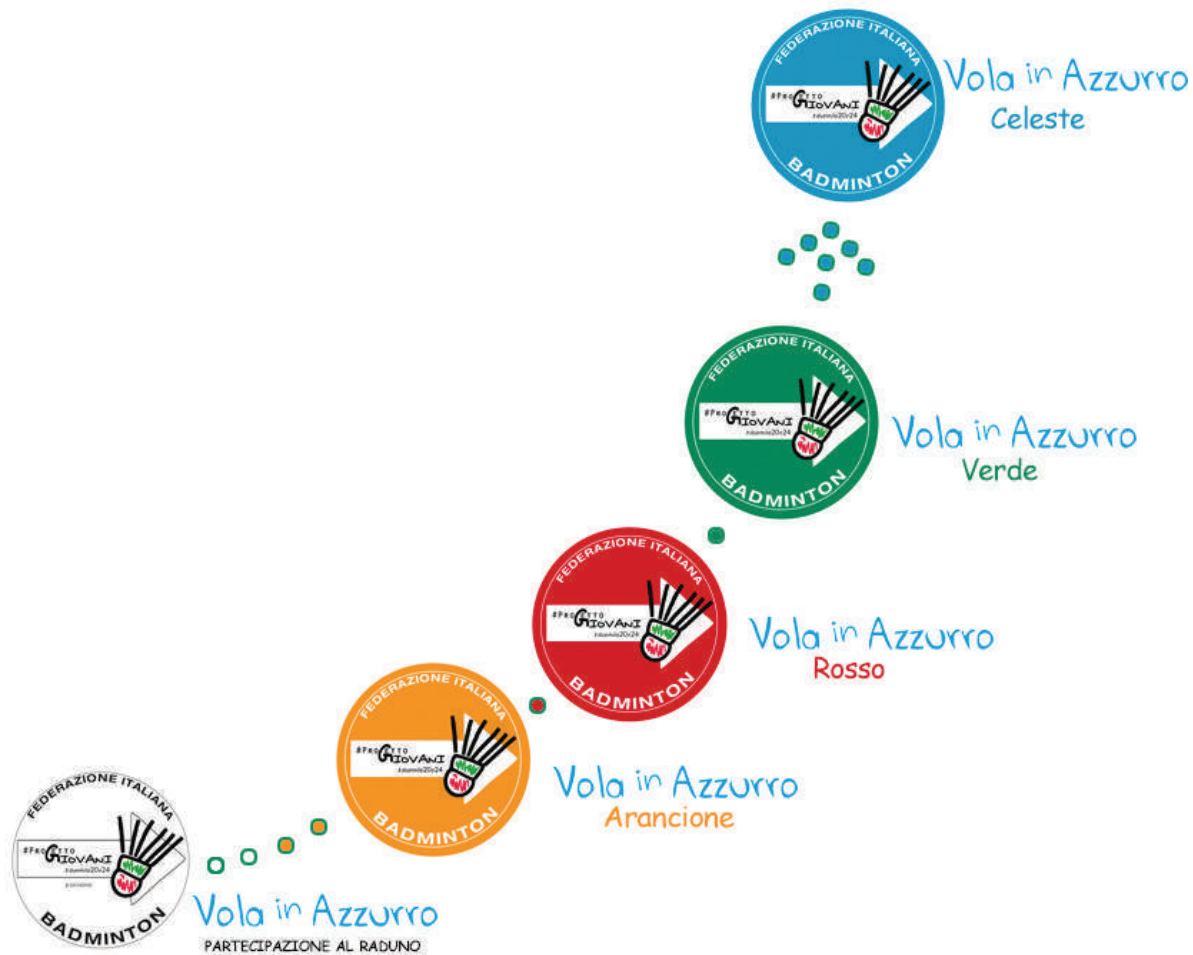 FEDERAZIONE ITALIANA
#PROGETTO
GIOVANI
BADMINTON
Vola in Azzurro
Celeste
FEDERAZIONE ITALIANA
#PROGETTO
GIOVANI
BADMINTON
Vola in Azzurro
Verde
FEDERAZIONE ITALIANA
#PROGETTO
GIOVANI
BADMINTON
Vola in Azzurro
Rosso
FEDERAZIONE ITALIANA
#PROGETTO
GIOVANI
BADMINTON
Vola in Azzurro
Arancione
FEDERAZIONE ITALIANA
#PROGETTO
GIOVANI
BADMINTON
Vola in Azzurro
PARTECIPAZIONE AL RADUNO